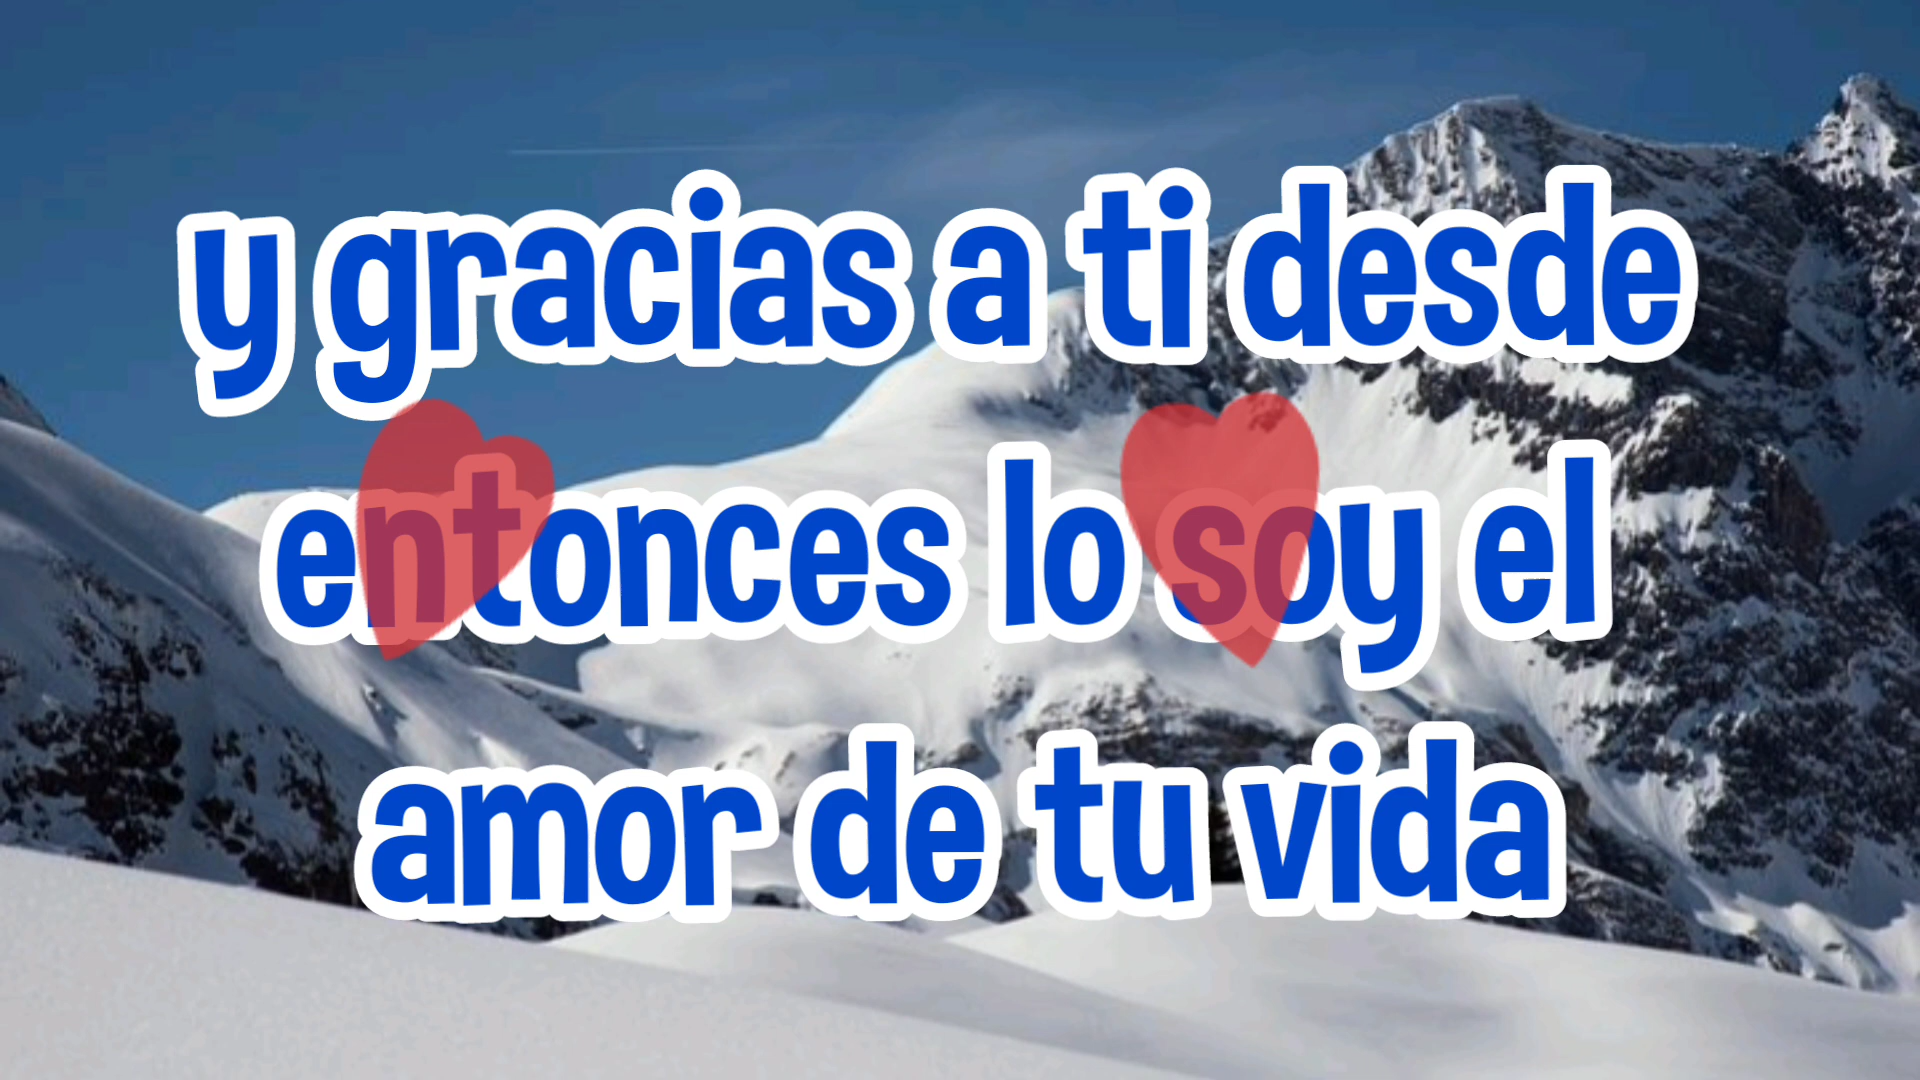 y gracias a ti desde
entonces lo soy el
amor de tu vida